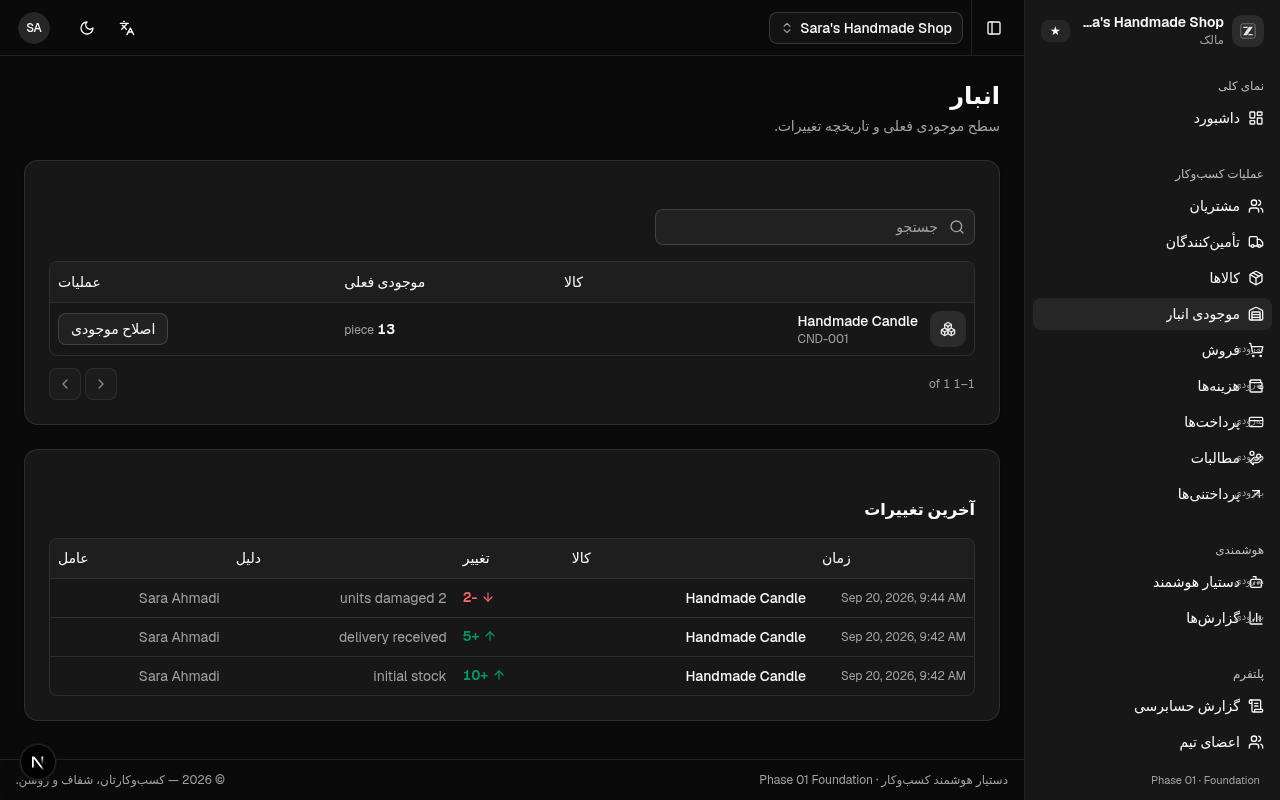 ...a's Handmade Shop
مالک
★
نمای کلی
داشبورد
عملیات کسب‌وکار
مشتریان
تأمین‌کنندگان
کالاها
موجودی انبار
فروش
هزینه‌ها
پرداخت‌ها
مطالبات
پرداختنی‌ها
هوشمندی
دستیار هوشمند
گزارش‌ها
پلتفرم
گزارش حسابرسی
اعضای تیم
Phase 01 · Foundation
Sara's Handmade Shop
SA
انبار
سطح موجودی فعلی و تاریخچه تغییرات.
جستجو
کالا موجودی فعلی عملیات
Handmade Candle
CND-001
13 piece
اصلاح موجودی
1–1 of 1
آخرین تغییرات
زمان کالا تغییر دلیل عامل
Sep 20, 2026, 9:44 AM Handmade Candle 2- 2 units damaged Sara Ahmadi
Sep 20, 2026, 9:42 AM Handmade Candle 5+ delivery received Sara Ahmadi
Sep 20, 2026, 9:42 AM Handmade Candle 10+ initial stock Sara Ahmadi
دستیار هوشمند کسب‌وکار · Phase 01 Foundation
© 2026 — کسب‌وکارتان، شفاف و روشن.
N